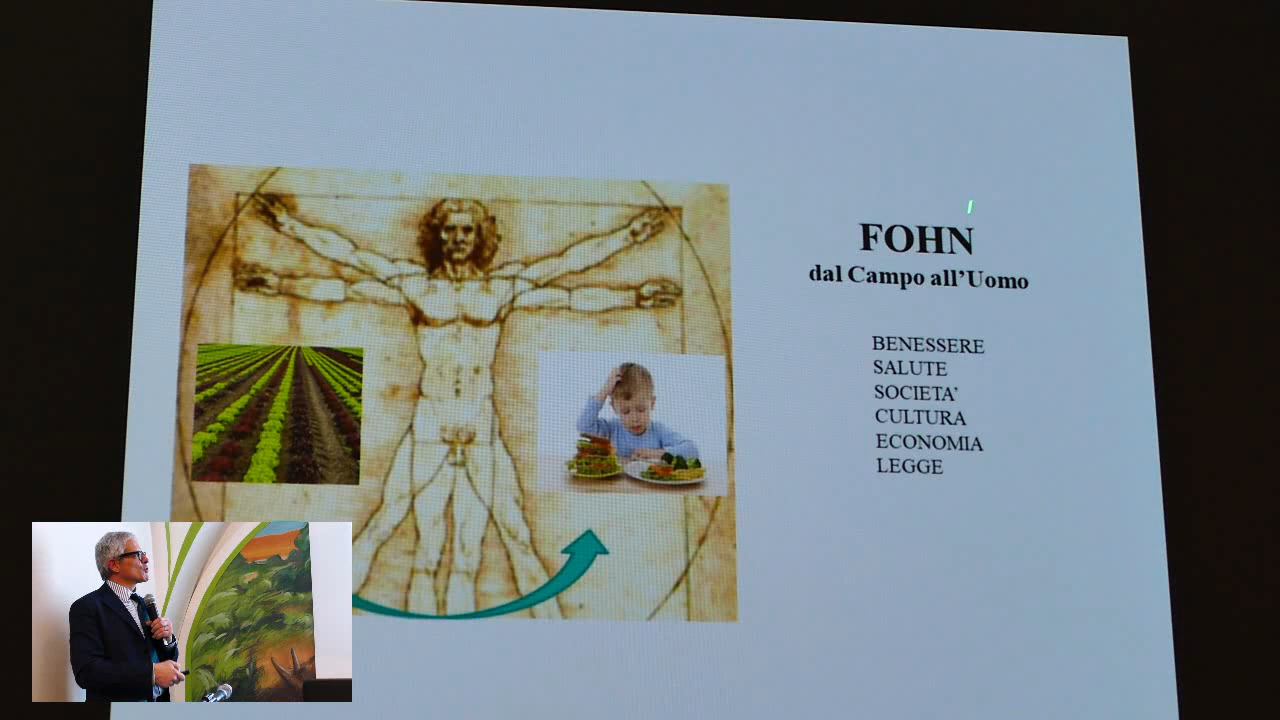 FOHN
dal Campo all’Uomo
BENESSERE
SALUTE
SOCIETA’
CULTURA
ECONOMIA
LEGGE